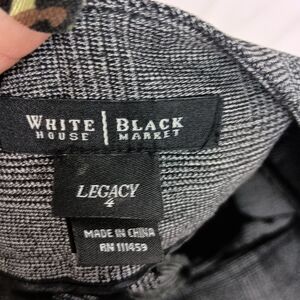 WHITE | BLACK
HOUSE | MARKET
LEGACY
4
MADE IN CHINA
RN 111459